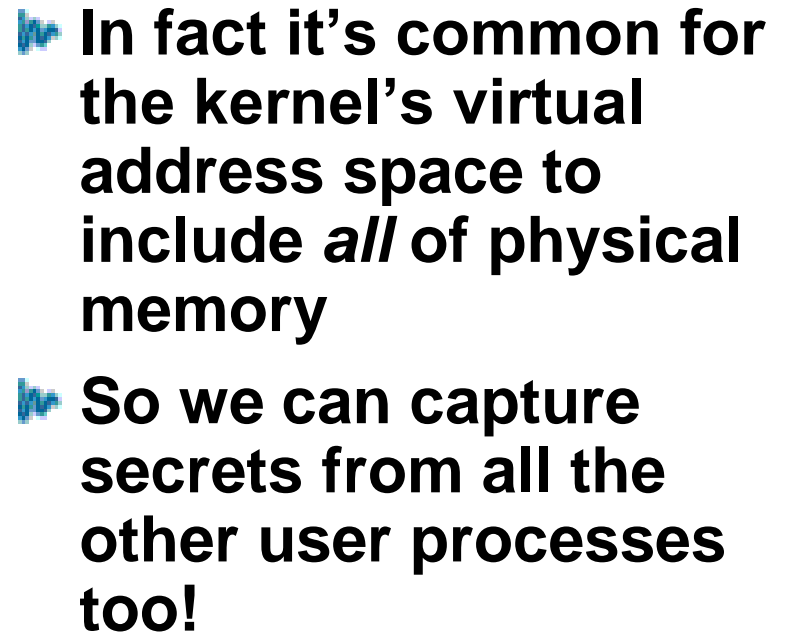 In fact it's common for
the kernel's virtual
address space to
include all of physical
memory
So we can capture
secrets from all the
other user processes
too!